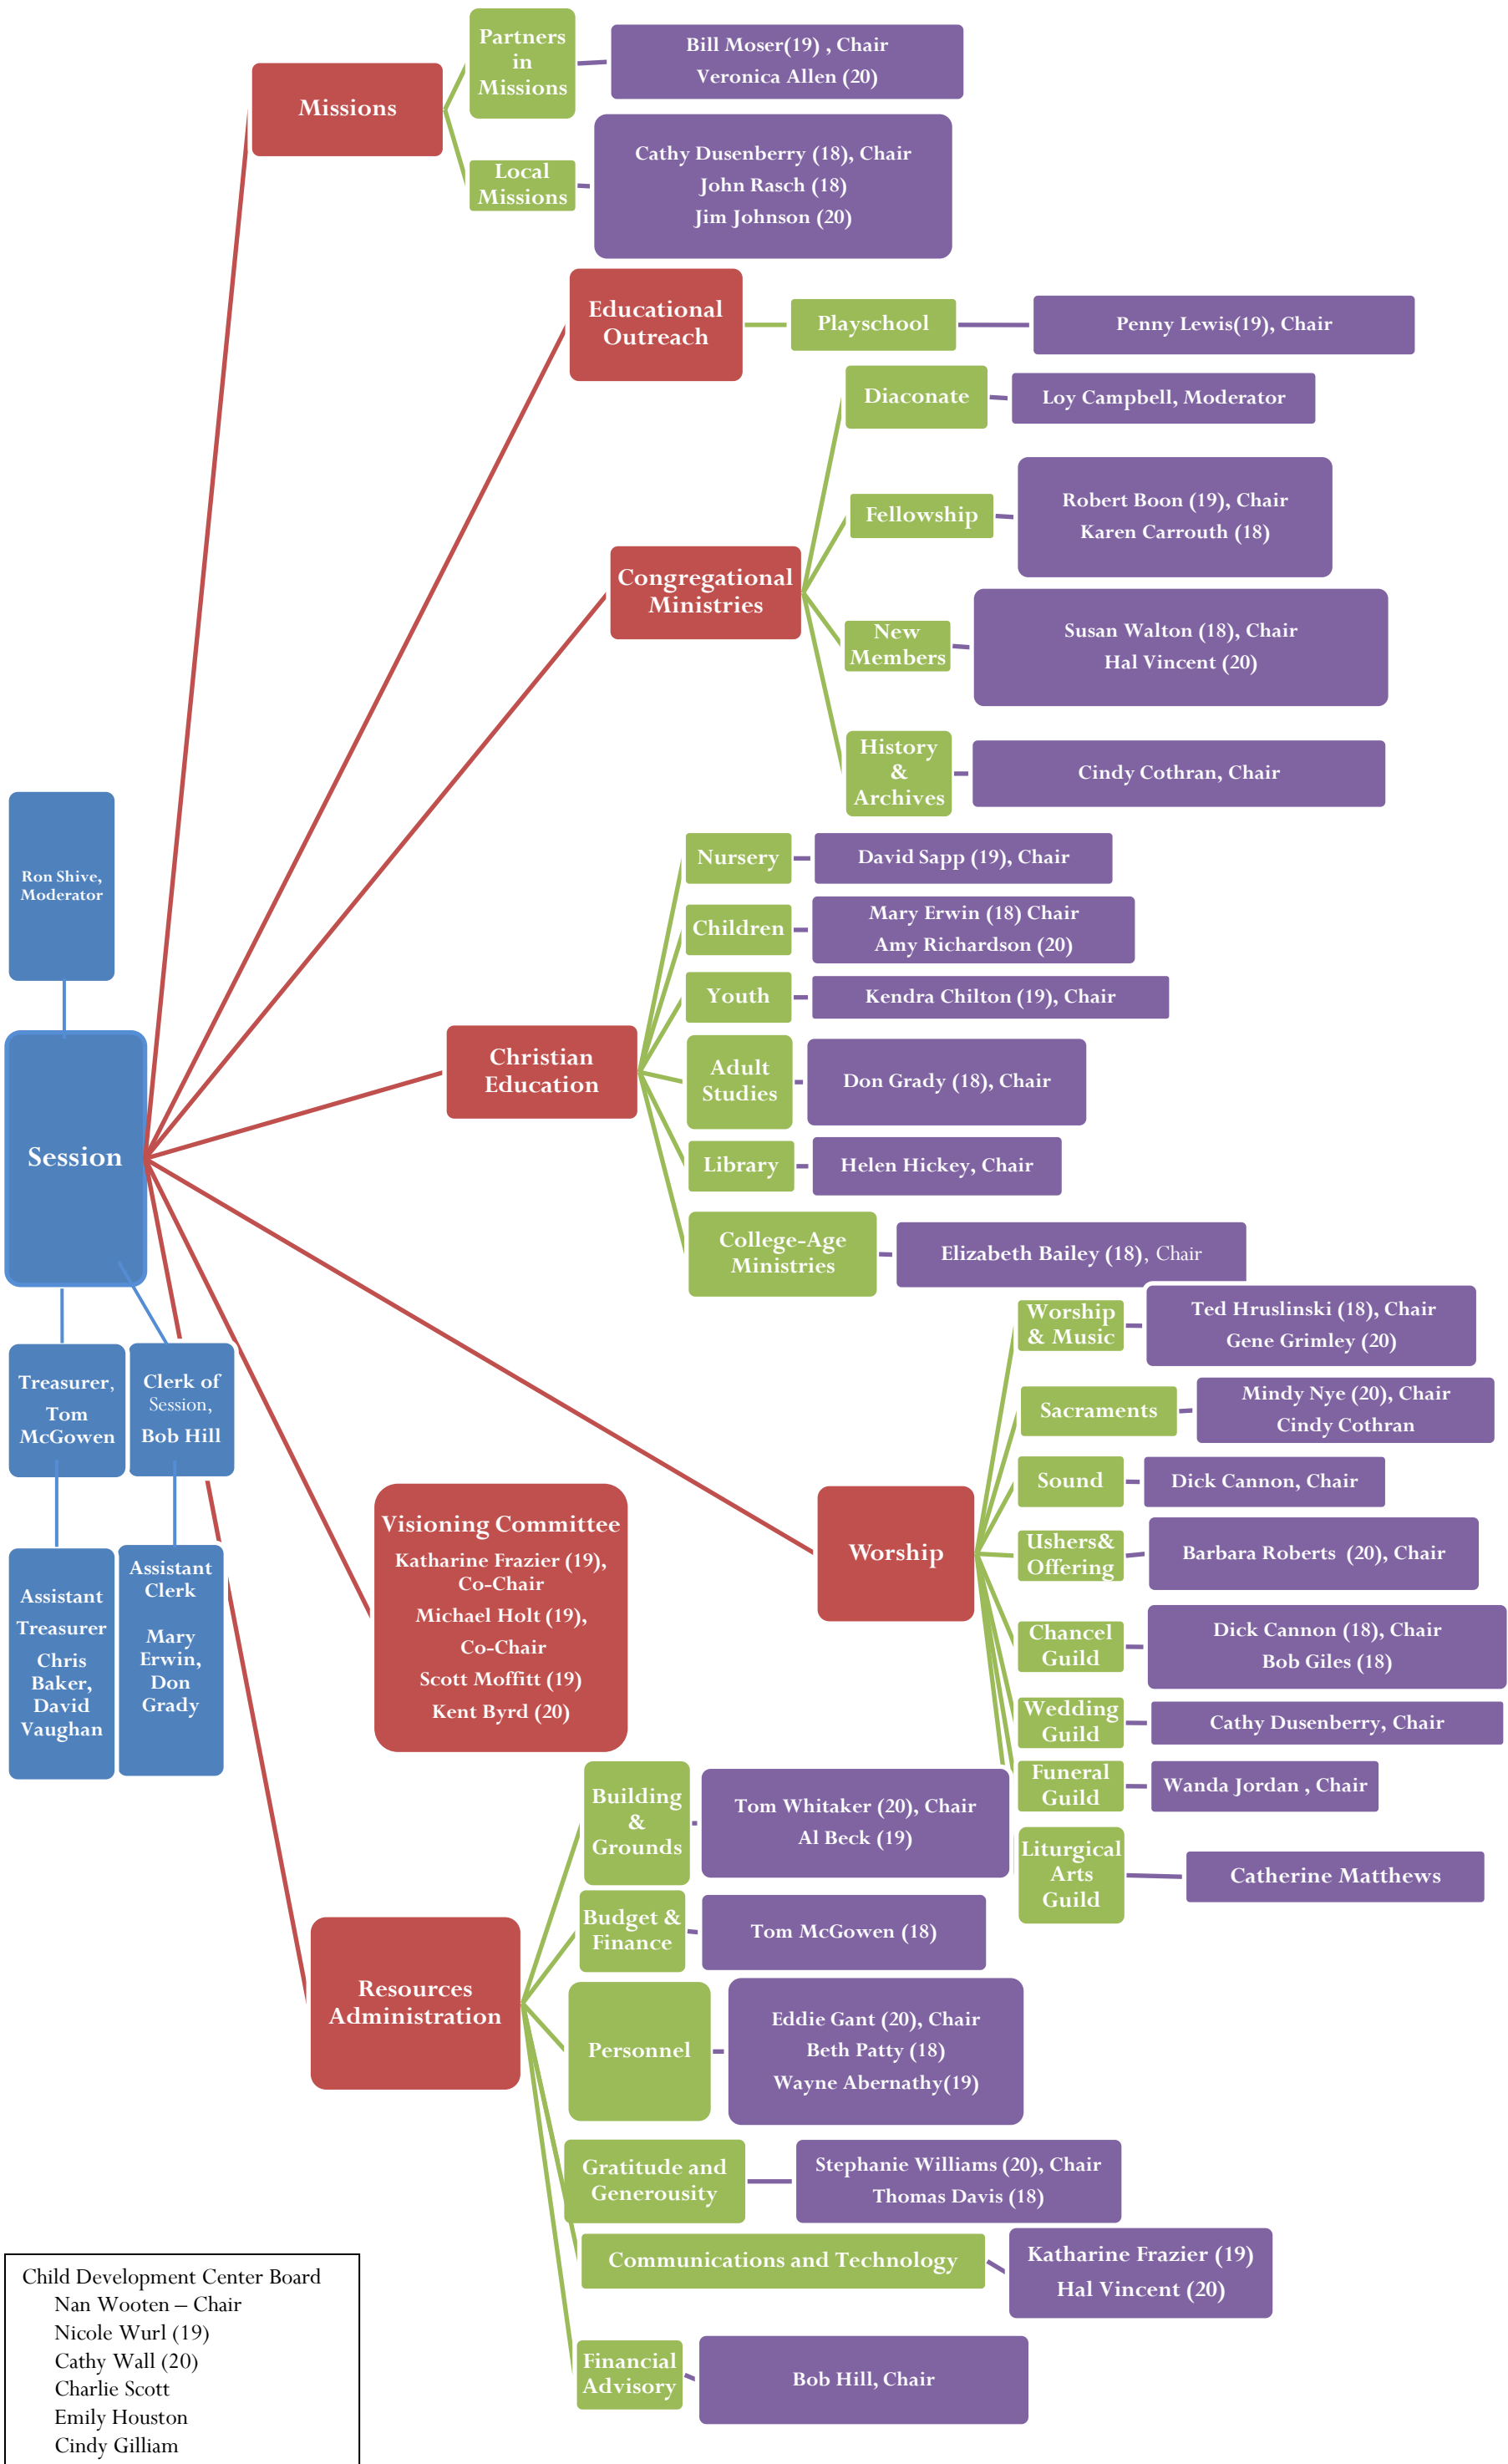 Partners
in
Missions
Bill Moser(19) , Chair
Veronica Allen (20)
Missions
Local
Missions
Cathy Dusenberry (18), Chair
John Rasch (18)
Jim Johnson (20)
Educational
Outreach
Playschool
Penny Lewis(19), Chair
Diaconate
Loy Campbell, Moderator
Fellowship
Robert Boon (19), Chair
Karen Carrouth (18)
Congregational
Ministries
New
Members
Susan Walton (18), Chair
Hal Vincent (20)
History
&
Archives
Cindy Cothran, Chair
Ron Shive,
Moderator
Nursery
David Sapp (19), Chair
Children
Mary Erwin (18) Chair
Amy Richardson (20)
Youth
Kendra Chilton (19), Chair
Christian
Education
Adult
Studies
Don Grady (18), Chair
Session
Library
Helen Hickey, Chair
College-Age
Ministries
Elizabeth Bailey (18), Chair
Worship
& Music
Ted Hruslinski (18), Chair
Gene Grimley (20)
Treasurer,
Tom
McGowen
Clerk of
Session,
Bob Hill
Sacraments
Mindy Nye (20), Chair
Cindy Cothran
Sound
Dick Cannon, Chair
Visioning Committee
Katharine Frazier (19),
Co-Chair
Michael Holt (19),
Co-Chair
Scott Moffitt (19)
Kent Byrd (20)
Worship
Ushers&
Offering
Barbara Roberts  (20), Chair
Assistant
Treasurer
Chris
Baker,
David
Vaughan
Assistant
Clerk
Mary
Erwin,
Don
Grady
Chancel
Guild
Dick Cannon (18), Chair
Bob Giles (18)
Wedding
Guild
Cathy Dusenberry, Chair
Funeral
Guild
Wanda Jordan , Chair
Liturgical
Arts
Guild
Catherine Matthews
Building
&
Grounds
Tom Whitaker (20), Chair
Al Beck (19)
Budget &
Finance
Tom McGowen (18)
Resources
Administration
Personnel
Eddie Gant (20), Chair
Beth Patty (18)
Wayne Abernathy(19)
Gratitude and
Generousity
Stephanie Williams (20), Chair
Thomas Davis (18)
Communications and Technology
Katharine Frazier (19)
Hal Vincent (20)
Financial
Advisory
Bob Hill, Chair
Child Development Center Board
Nan Wooten – Chair
Nicole Wurl (19)
Cathy Wall (20)
Charlie Scott
Emily Houston
Cindy Gilliam